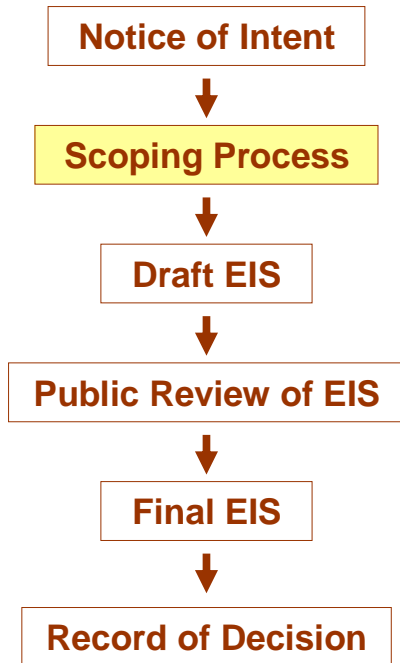 Notice of Intent
Scoping Process
Draft EIS
Public Review of EIS
Final EIS
Record of Decision